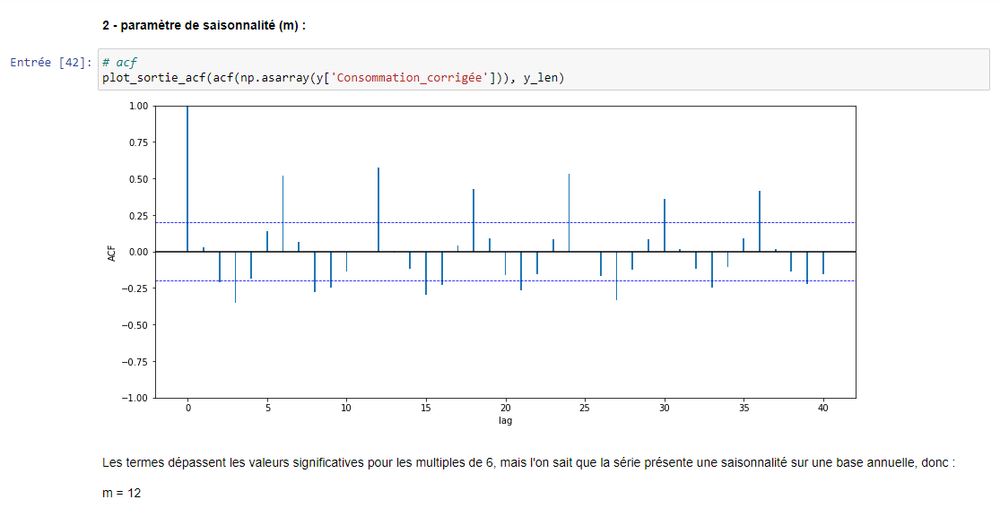 2 - paramètre de saisonnalité (m) :
Entrée [42]: # acf
plot_sortie_acf(acf(np.asarray(y['Consommation_corrigée'])), y_len)
1.00
0.75
0.50
0.25
0.00
−0.25
−0.50
−0.75
−1.00
ACF
0 5 10 15 20 25 30 35 40
lag
Les termes dépassent les valeurs significatives pour les multiples de 6, mais l'on sait que la série présente une saisonnalité sur une base annuelle, donc :
m = 12